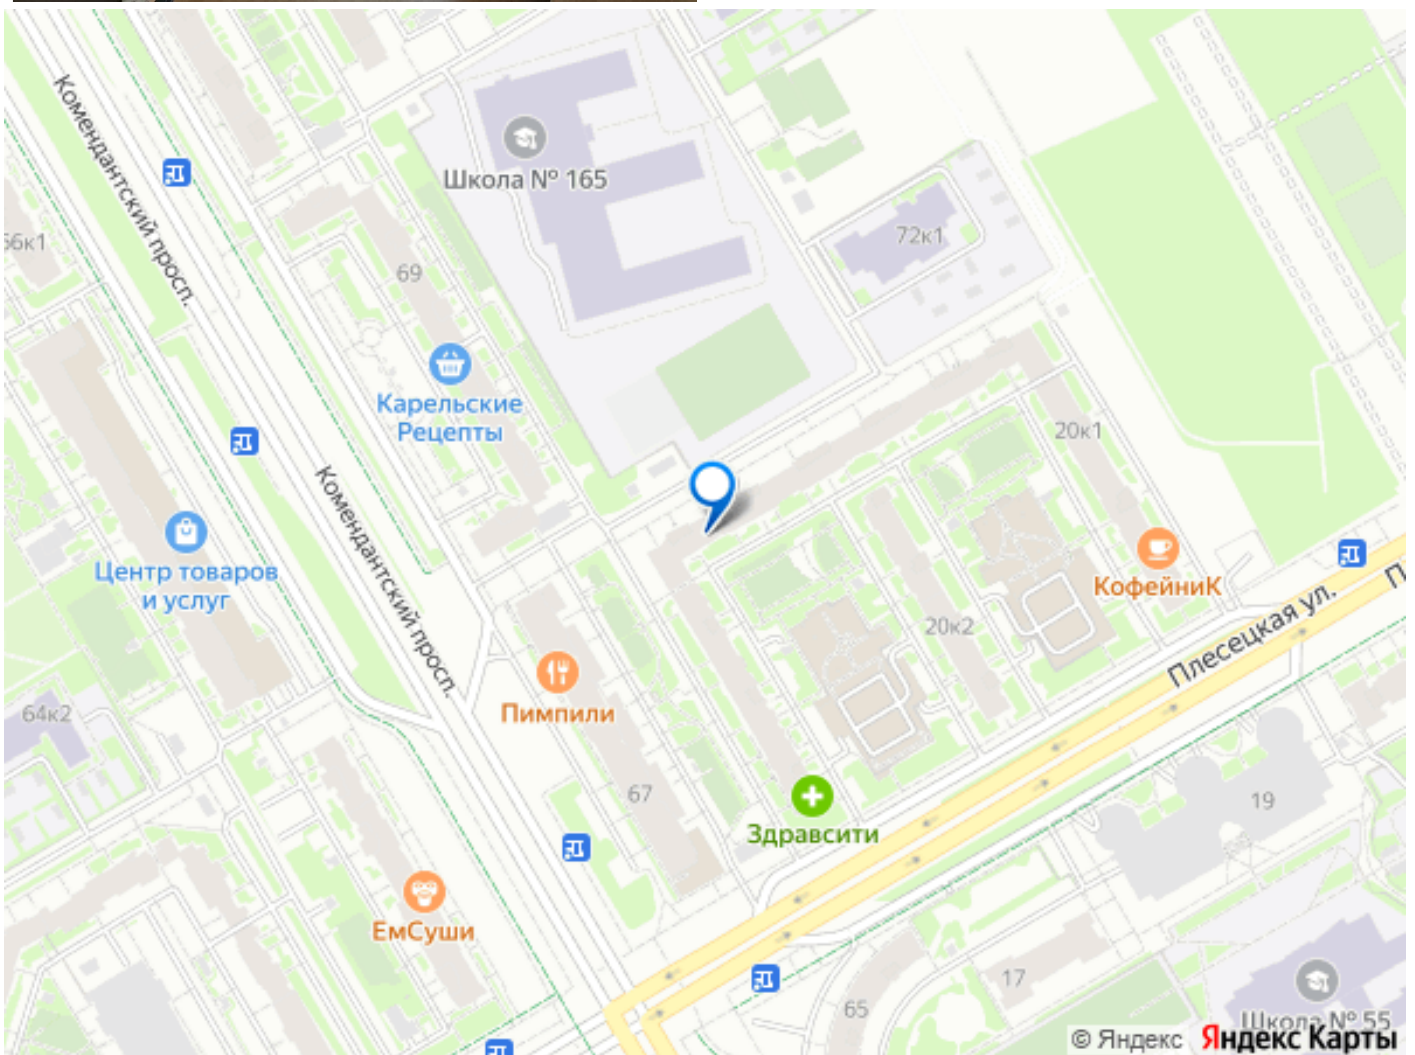 Комендантский просп.
Школа № 165
66к1
72к1
69
Карельские
Рецепты
20к1
Комендантский просп.
Центр товаров
и услуг
КофейниК
20к2
Плесецкая ул.
Пимпили
64к2
67
19
Здравсити
ЕмСуши
17
65
Школа № 55
© Яндекс Яндекс Карты